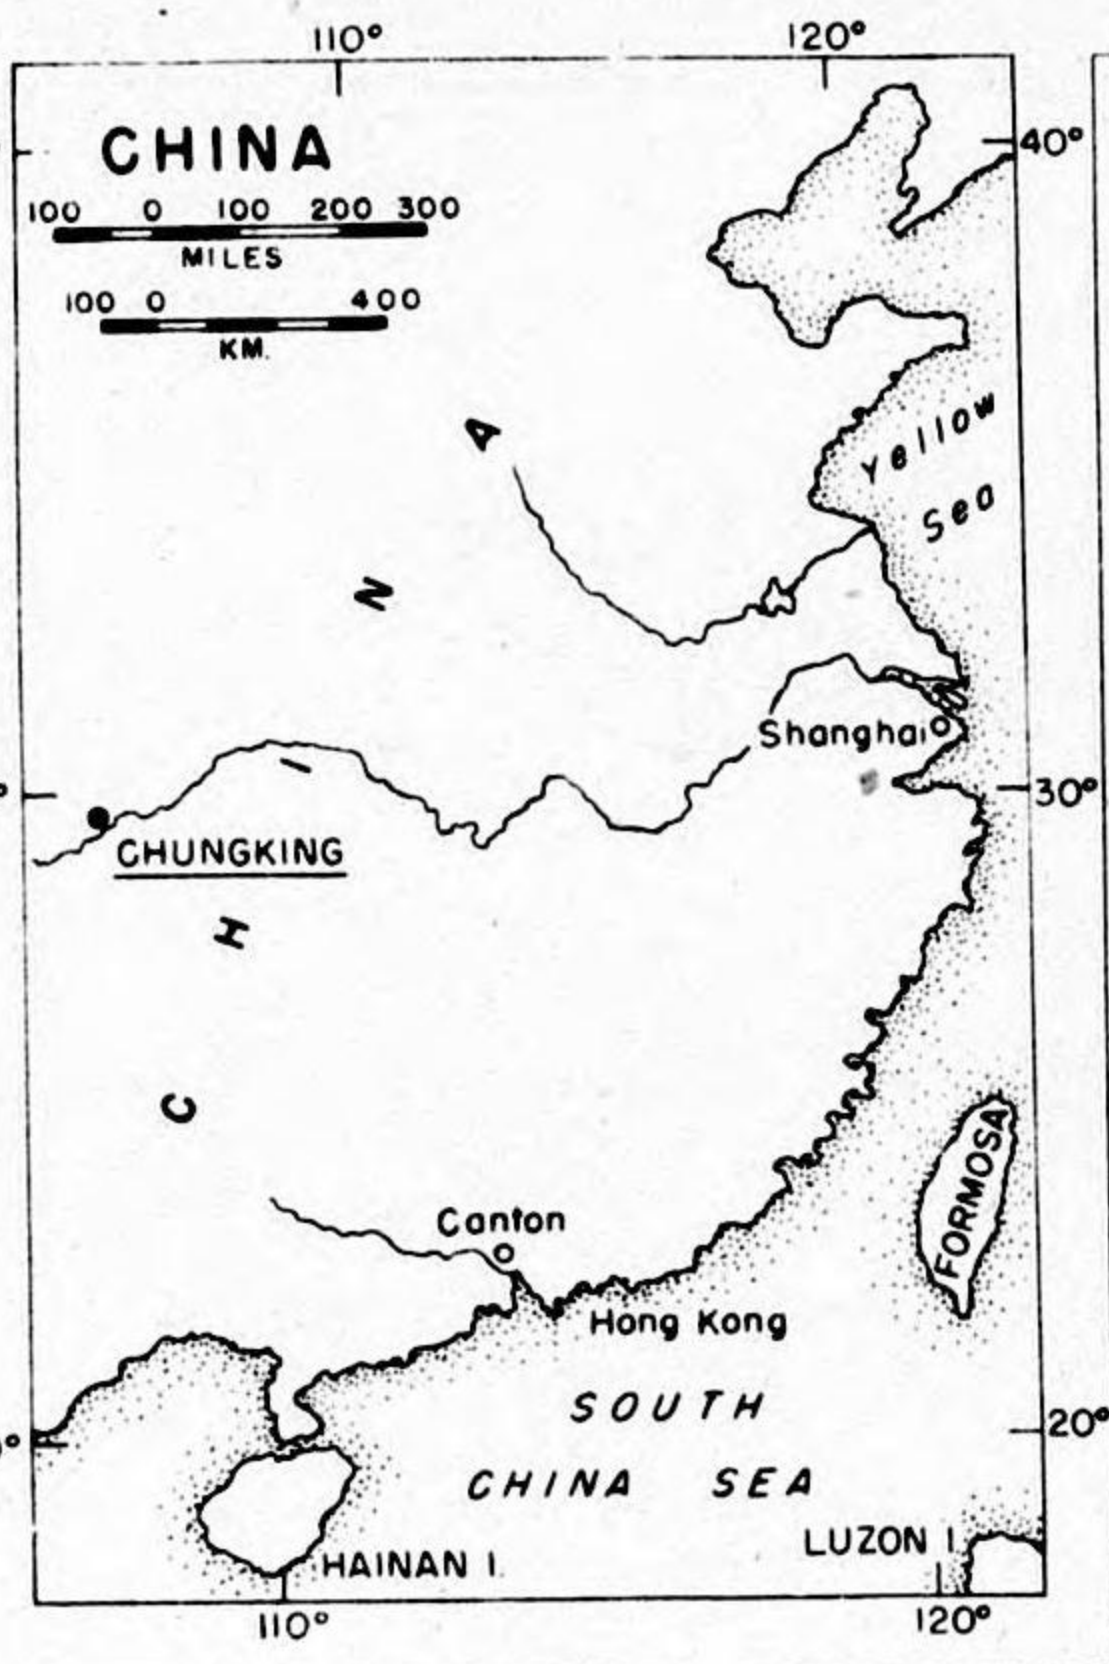 110° 120°
CHINA
40°
100 0 100 200 300
MILES
100 0 400
KM.
Yellow
Sea
A
N
Shanghai
I
30°
CHUNGKING
H
C
FORMOSA
Canton
Hong Kong
SOUTH
20°
CHINA SEA
LUZON I.
HAINAN I.
110° 120°